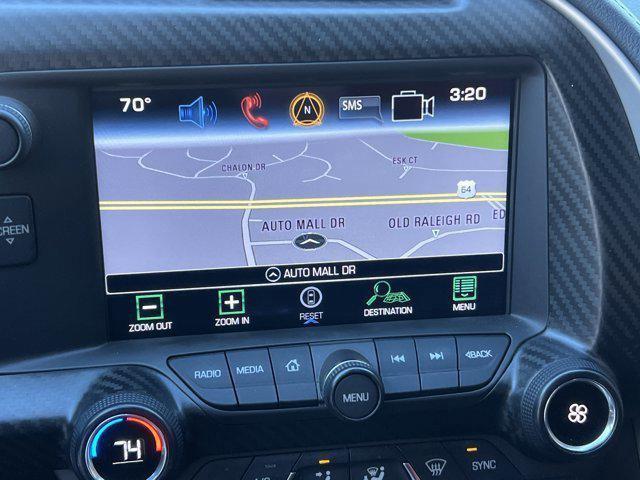 70° N SMS 3:20
CHALON DR
ESK CT
64
AUTO MALL DR
OLD RALEIGH RD
ED
AUTO MALL DR
ZOOM OUT
ZOOM IN
RESET
DESTINATION
MENU
SCREEN
RADIO
MEDIA
BACK
MENU
74
SYNC